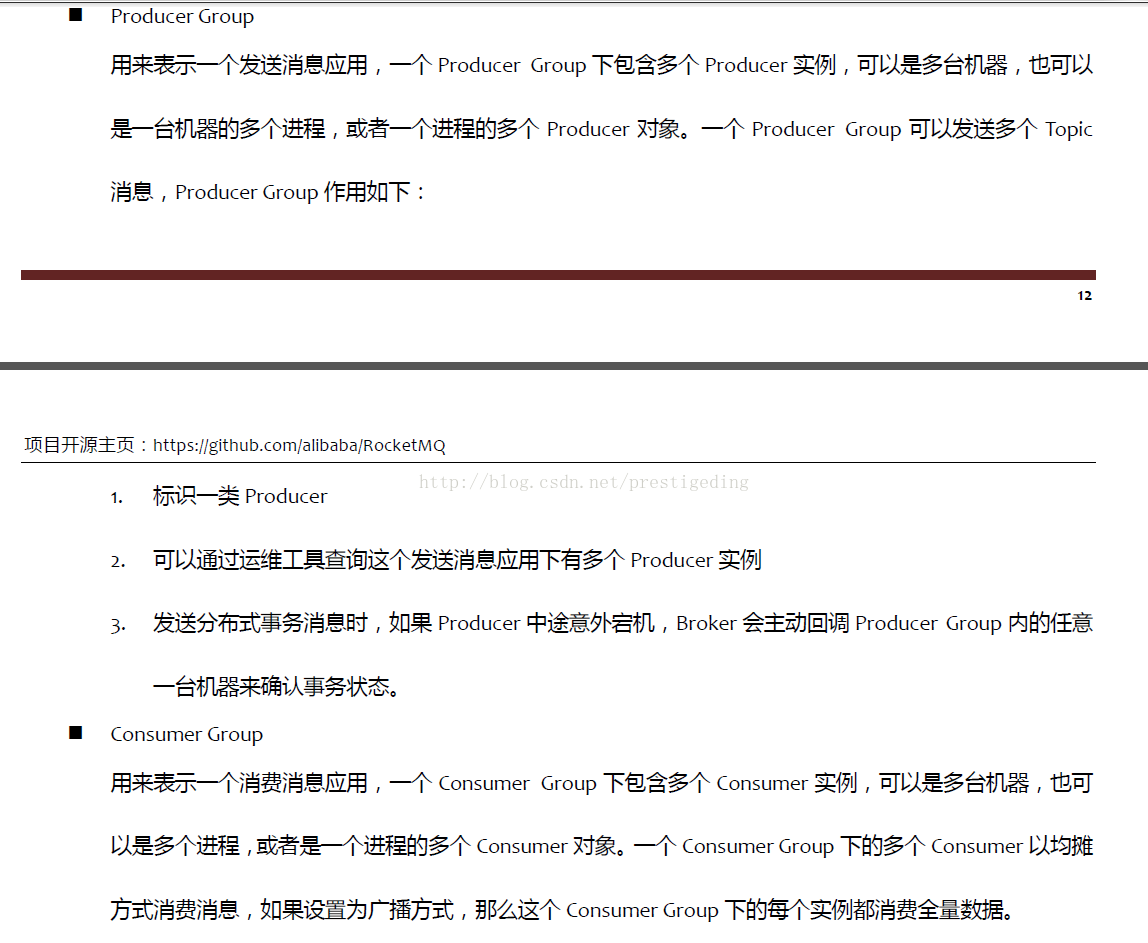 ■ Producer Group
用来表示一个发送消息应用，一个 Producer Group 下包含多个 Producer 实例，可以是多台机器，也可以
是一台机器的多个进程，或者一个进程的多个 Producer 对象。一个 Producer Group 可以发送多个 Topic
消息，Producer Group 作用如下：
12
项目开源主页：https://github.com/alibaba/RocketMQ
http://blog.csdn.net/prestigeding
1. 标识一类 Producer
2. 可以通过运维工具查询这个发送消息应用下有多个 Producer 实例
3. 发送分布式事务消息时，如果 Producer 中途意外宕机，Broker 会主动回调 Producer Group 内的任意
一台机器来确认事务状态。
■ Consumer Group
用来表示一个消费消息应用，一个 Consumer Group 下包含多个 Consumer 实例，可以是多台机器，也可
以是多个进程，或者是一个进程的多个 Consumer 对象。一个 Consumer Group 下的多个 Consumer 以均摊
方式消费消息，如果设置为广播方式，那么这个 Consumer Group 下的每个实例都消费全量数据。